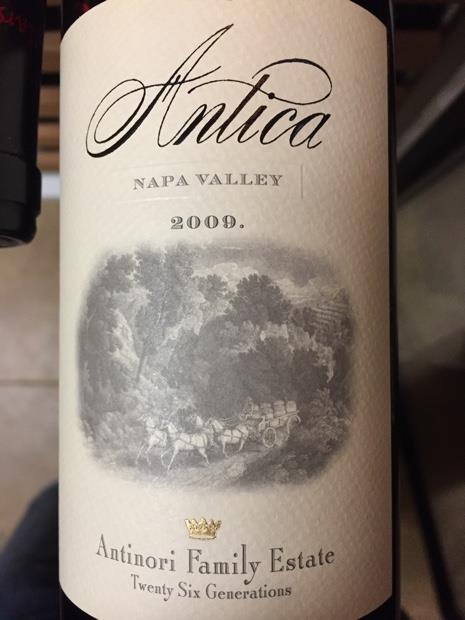 Antica
NAPA VALLEY
2009.
Antinori Family Estate
Twenty Six Generations